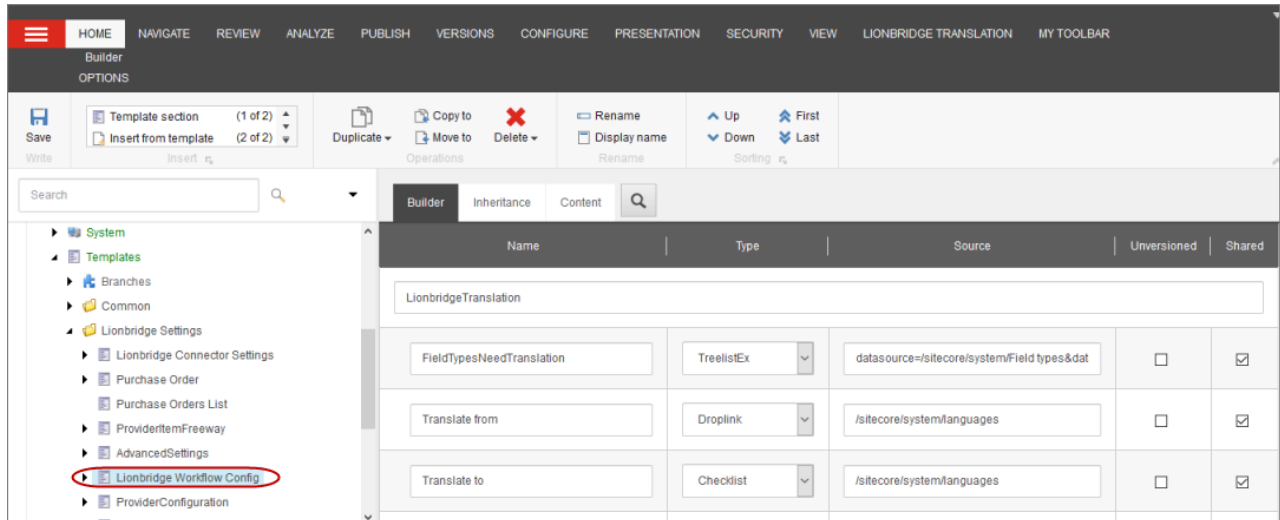 HOME NAVIGATE REVIEW ANALYZE PUBLISH VERSIONS CONFIGURE PRESENTATION SECURITY VIEW LIONBRIDGE TRANSLATION MY TOOLBAR
Builder
OPTIONS
Save
Write
Template section (1 of 2)
Insert from template (2 of 2)
Insert
Duplicate
Copy to
Move to
Delete
Operations
Rename
Display name
Rename
Up First
Down Last
Sorting
Search
System
Templates
Branches
Common
Lionbridge Settings
Lionbridge Connector Settings
Purchase Order
Purchase Orders List
ProviderItemFreeway
AdvancedSettings
Lionbridge Workflow Config
ProviderConfiguration
Builder Inheritance Content
Name Type Source Unversioned Shared
LionbridgeTranslation
FieldTypesNeedTranslation TreelistEx datasource=/sitecore/system/Field types&dat
Translate from Droplink /sitecore/system/languages
Translate to Checklist /sitecore/system/languages